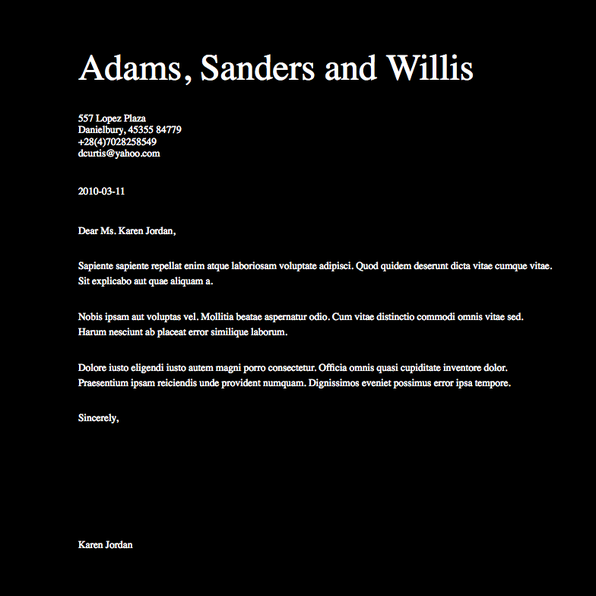 Adams, Sanders and Willis
557 Lopez Plaza
Danielbury, 45355 84779
+28(4)7028258549
dcurtis@yahoo.com
2010-03-11
Dear Ms. Karen Jordan,
Sapiente sapiente repellat enim atque laboriosam voluptate adipisci. Quod quidem deserunt dicta vitae cumque vitae.
Sit explicabo aut quae aliquam a.
Nobis ipsam aut voluptas vel. Mollitia beatae aspernatur odio. Cum vitae distinctio commodi omnis vitae sed.
Harum nesciunt ab placeat error similique laborum.
Dolore iusto eligendi iusto autem magni porro consectetur. Officia omnis quasi cupiditate inventore dolor.
Praesentium ipsam reiciendis unde provident numquam. Dignissimos eveniet possimus error ipsa tempore.
Sincerely,
Karen Jordan